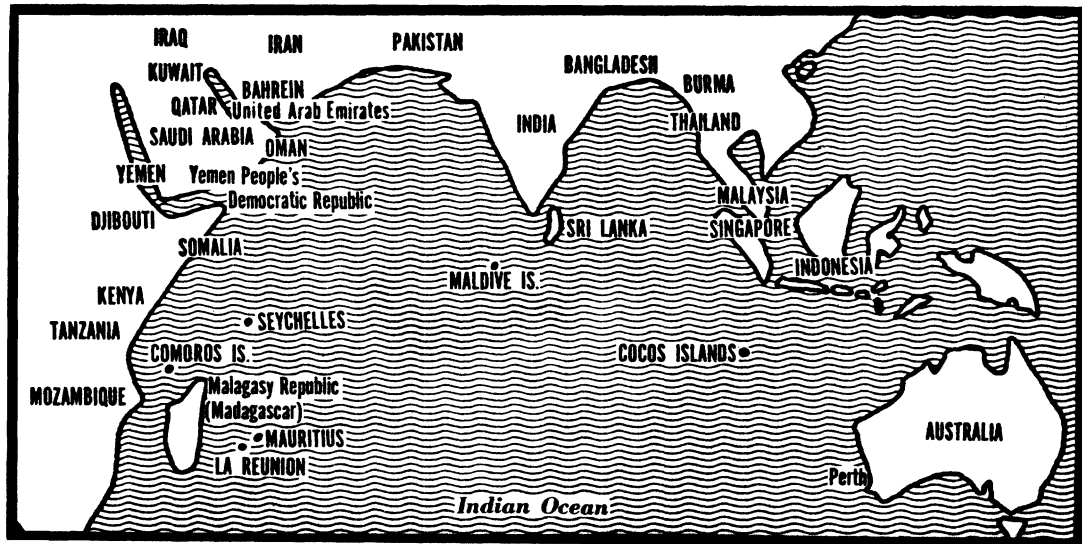 IRAQ
IRAN
PAKISTAN
KUWAIT
BAHREIN
BANGLADESH
BURMA
QATAR
United Arab Emirates
SAUDI ARABIA
OMAN
INDIA
THAILAND
YEMEN
Yemen People's
Democratic Republic
MALAYSIA
DJIBOUTI
SRI LANKA
SINGAPORE
SOMALIA
INDONESIA
MALDIVE IS.
KENYA
SEYCHELLES
TANZANIA
COMOROS IS.
COCOS ISLANDS
MOZAMBIQUE
Malagasy Republic
(Madagascar)
MAURITIUS
AUSTRALIA
LA REUNION
Perth
Indian Ocean